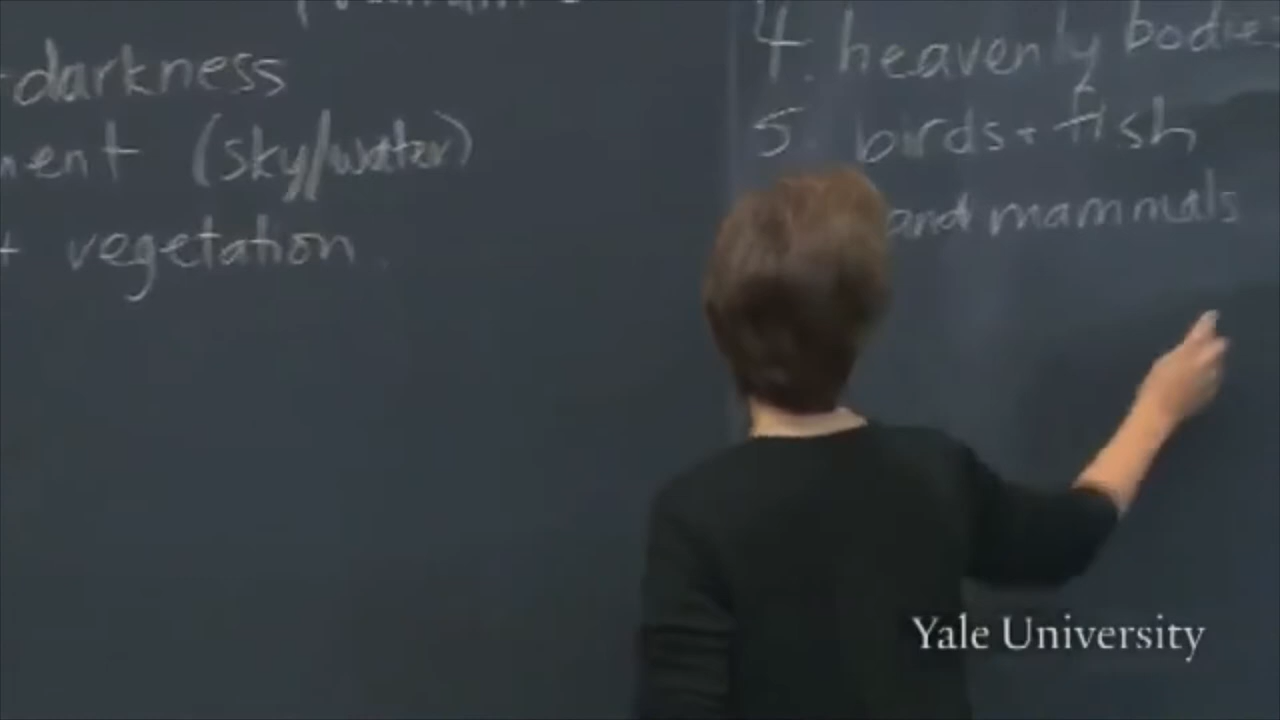 darkness
ment (sky/water)
+ vegetation
4. heavenly bodies
5. birds + fish
and mammals
Yale University